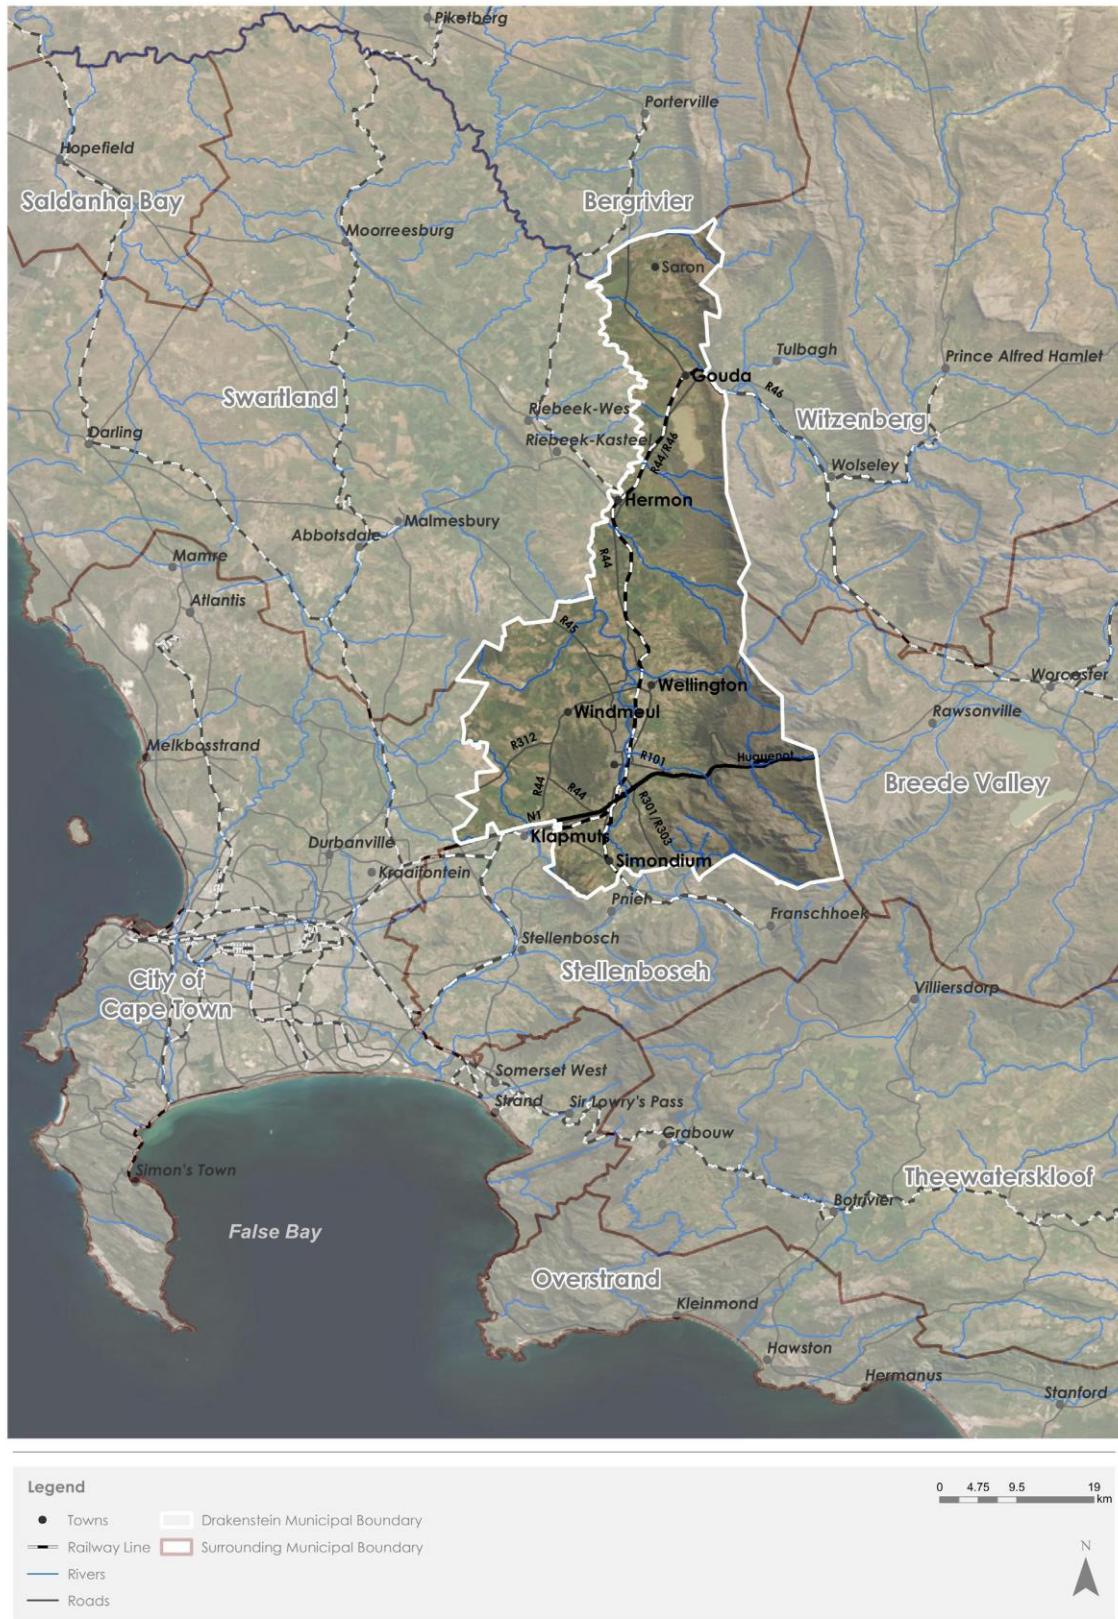 Piketberg
Porterville
Hopefield
Saldanha Bay
Bergrivier
Moorreesburg
Saron
Tulbagh
Prince Alfred Hamlet
Gouda
R46
Swartland
Riebeek-Wes
Witzenberg
Darling
Riebeek-Kasteel
R44/R46
Wolseley
Hermon
Malmesbury
Abbotsdale
Mamre
R44
Atlantis
R45
Worcester
Wellington
Windmeul
Rawsonville
R312
Melkbosstrand
R101
Huguenot
Breede Valley
R44
R44
R301/R303
N1
Klapmuts
Durbanville
Simondium
Kraaifontein
Pniel
Franschhoek
Stellenbosch
Stellenbosch
City of
Cape Town
Villiersdorp
Somerset West
Strand
Sir Lowry's Pass
Grabouw
Simon's Town
Theewaterskloof
Botrivier
False Bay
Overstrand
Kleinmond
Hawston
Hermanus
Stanford
Legend
Towns
Drakenstein Municipal Boundary
Railway Line
Surrounding Municipal Boundary
Rivers
Roads
0 4.75 9.5 19
km
N